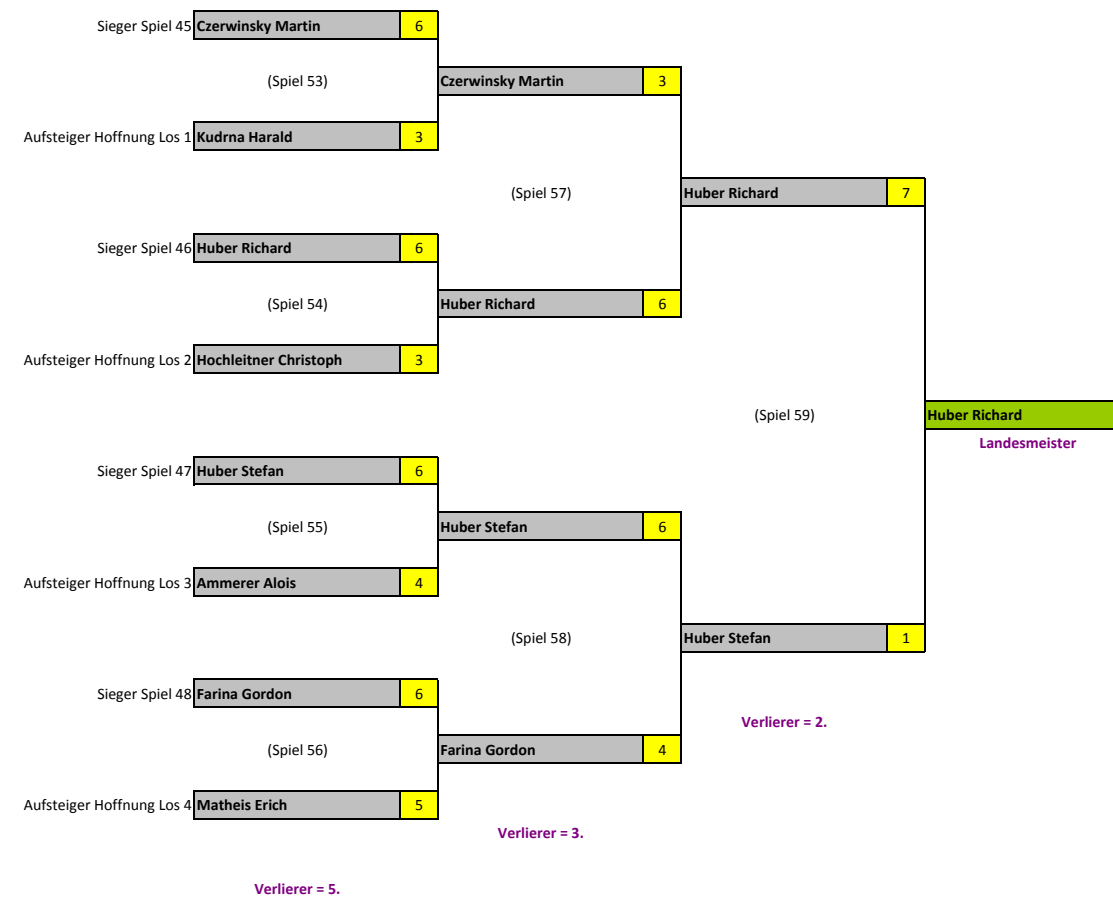 Sieger Spiel 45 Czerwinsky Martin 6
(Spiel 53) Czerwinsky Martin 3
Aufsteiger Hoffnung Los 1 Kudrna Harald 3
(Spiel 57) Huber Richard 7
Sieger Spiel 46 Huber Richard 6
(Spiel 54) Huber Richard 6
Aufsteiger Hoffnung Los 2 Hochleitner Christoph 3
(Spiel 59) Huber Richard
Landesmeister
Sieger Spiel 47 Huber Stefan 6
(Spiel 55) Huber Stefan 6
Aufsteiger Hoffnung Los 3 Ammerer Alois 4
(Spiel 58) Huber Stefan 1
Sieger Spiel 48 Farina Gordon 6
Verlierer = 2.
(Spiel 56) Farina Gordon 4
Aufsteiger Hoffnung Los 4 Matheis Erich 5
Verlierer = 3.
Verlierer = 5.